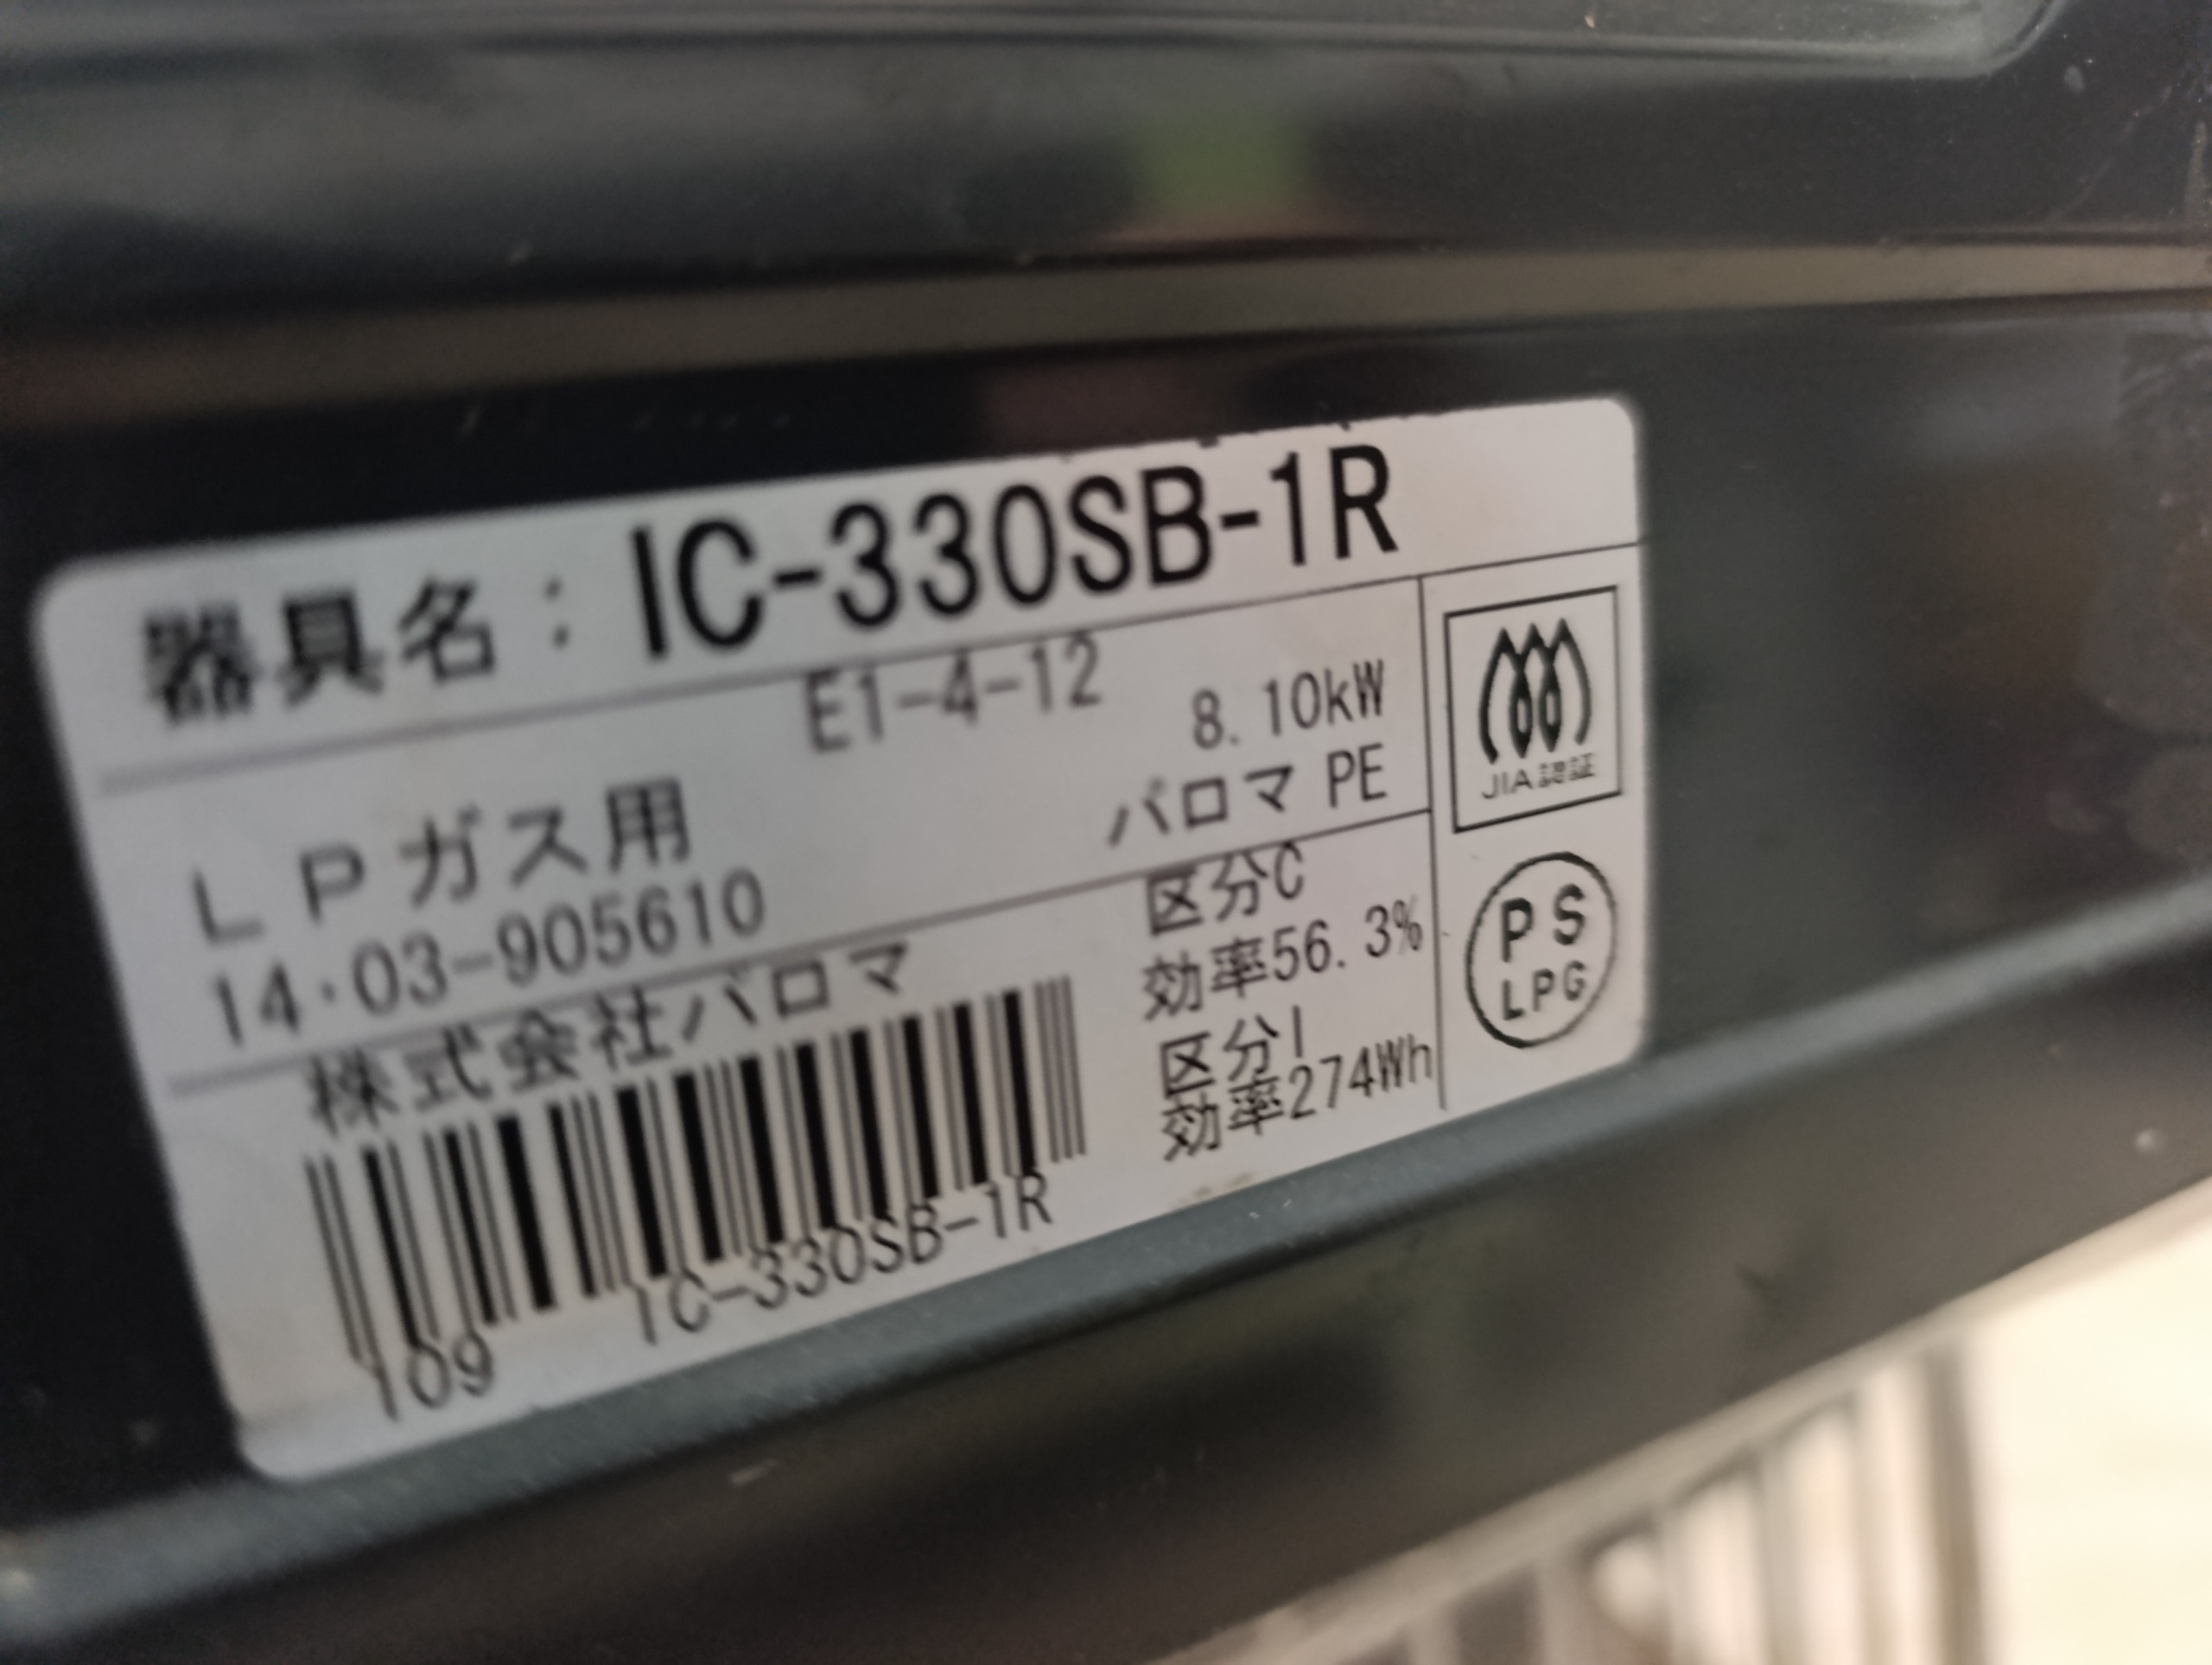 器具名：IC-330SB-1R
E1-4-12
8.10kW
LPガス用
パロマ PE
14・03-905610
株式会社パロマ
区分C
効率56.3%
区分I
効率274Wh
109 IC-330SB-1R
JIA認証
PS
LPG